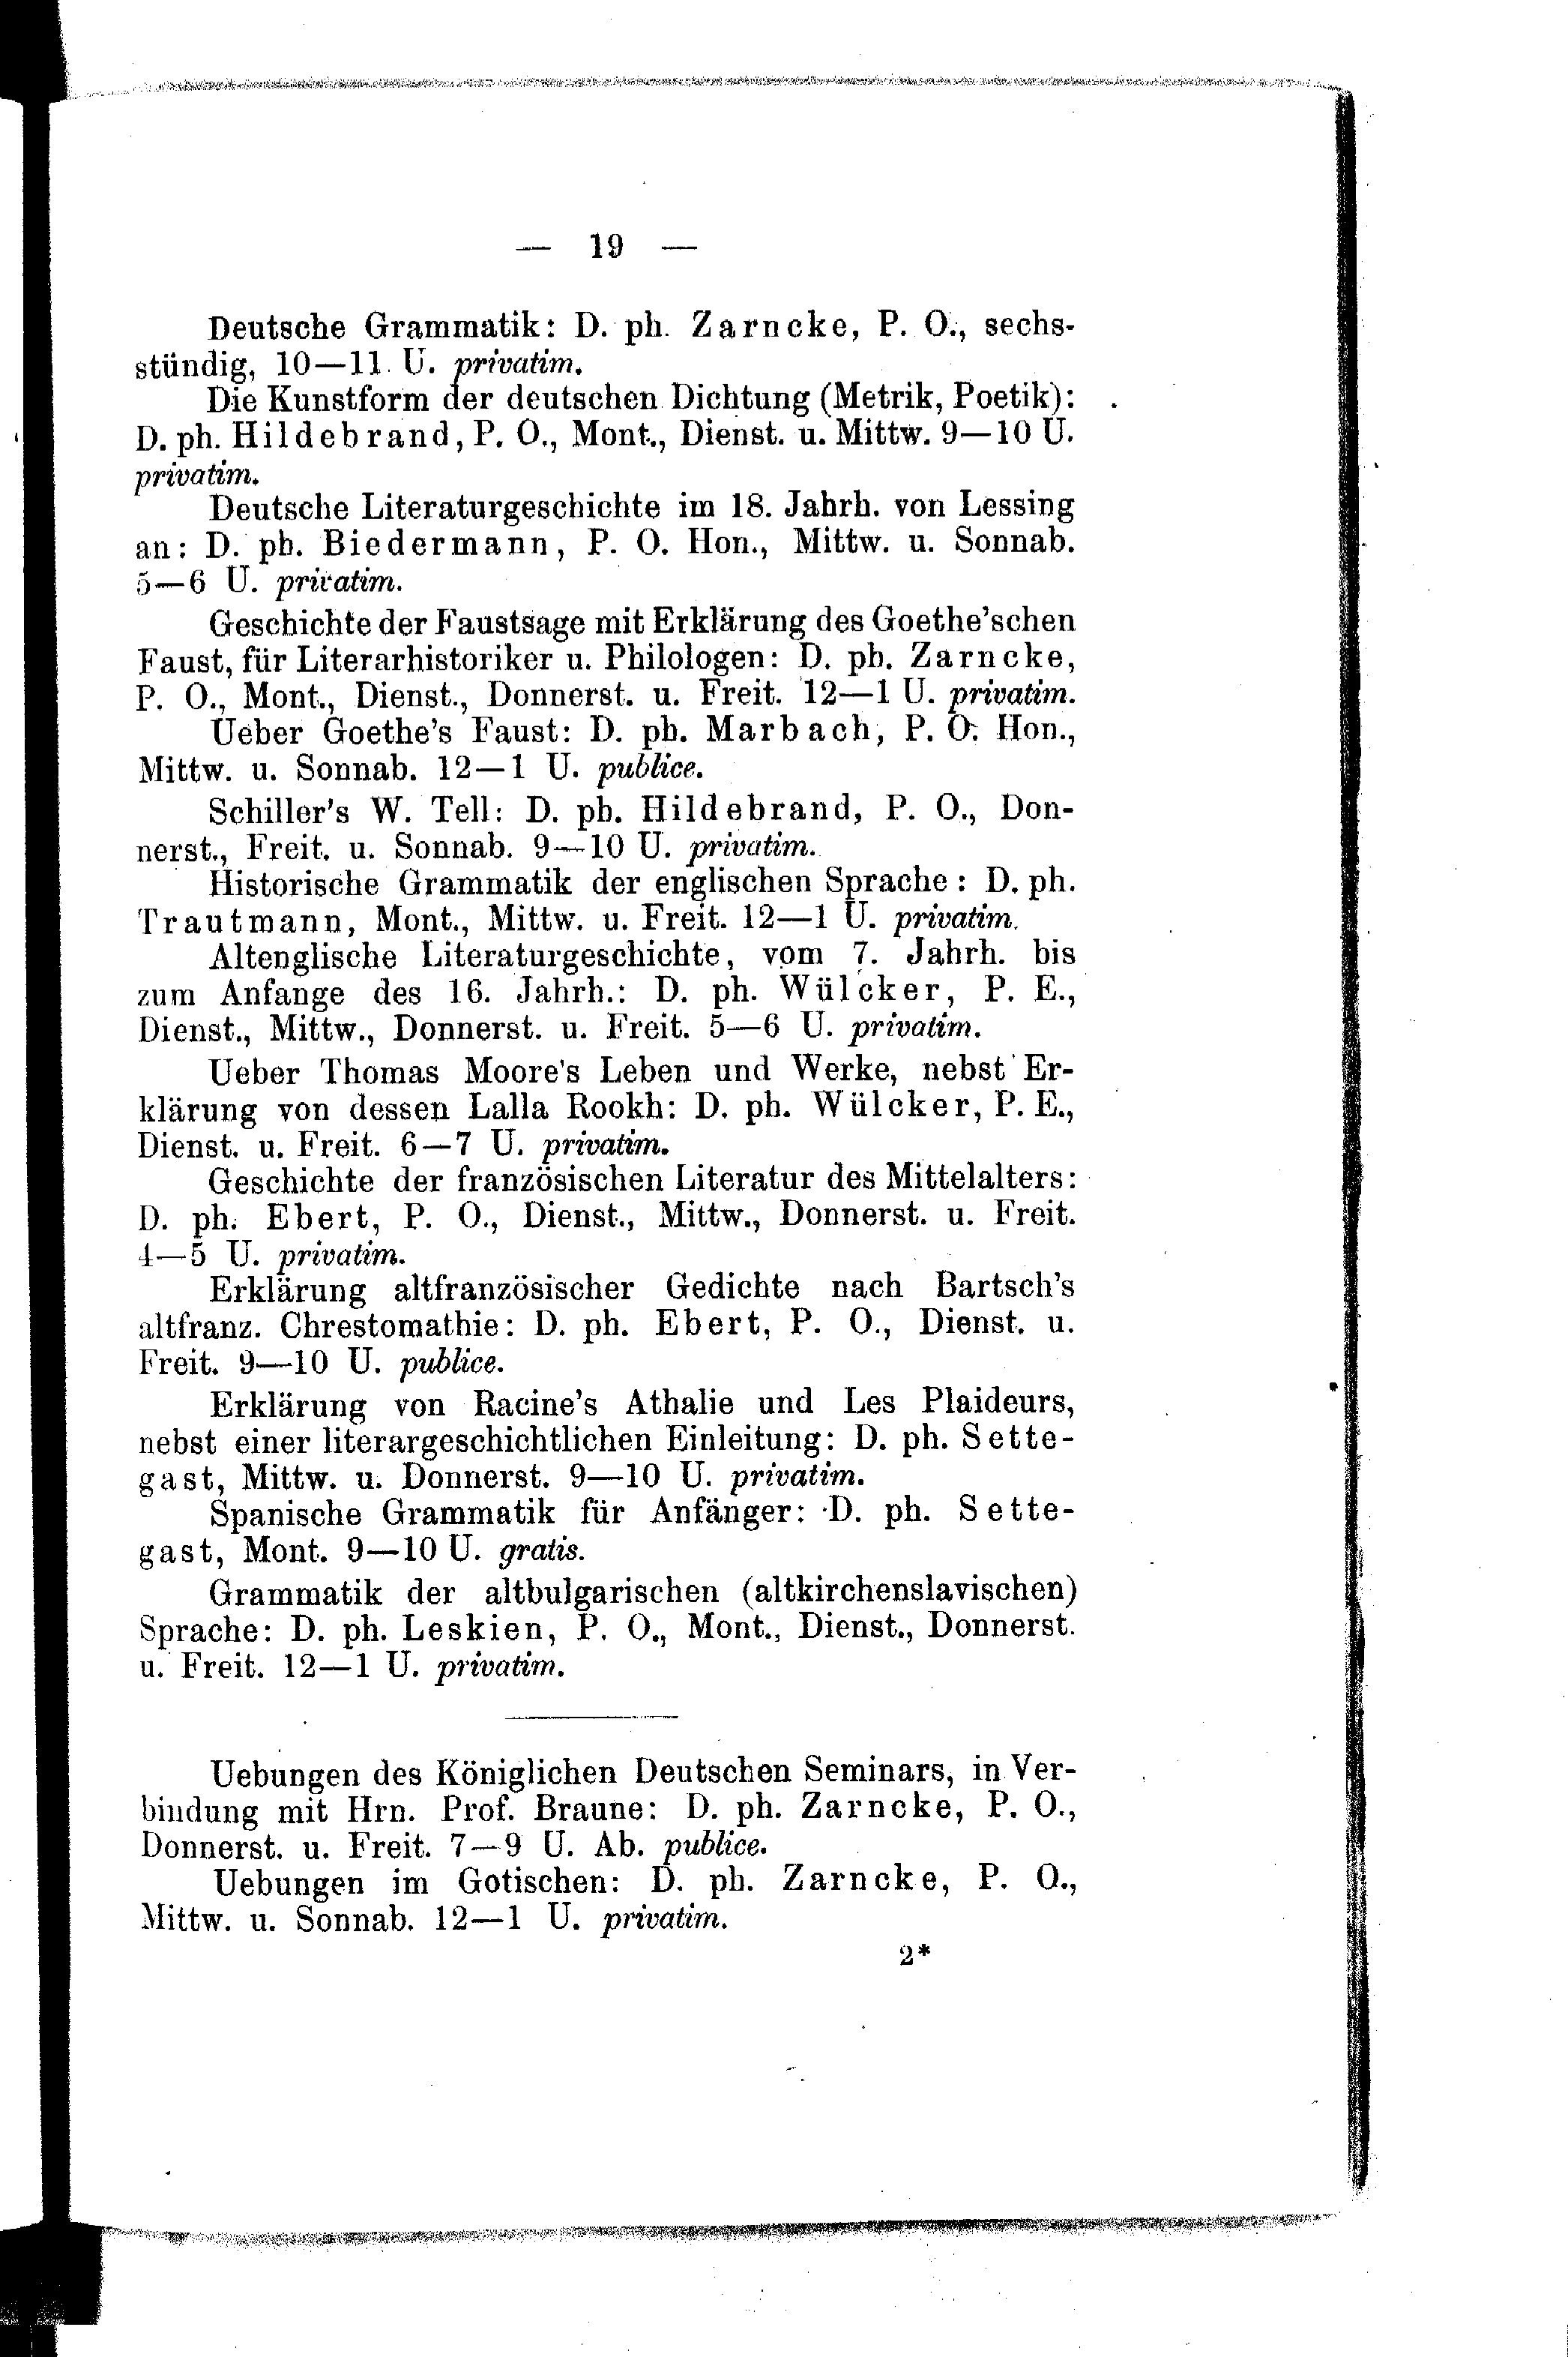 — 19 —
Deutsche Grammatik: D. ph. Zarncke, P. O., sechs-
stündig, 10—11 U. privatim.
Die Kunstform der deutschen Dichtung (Metrik, Poetik):
D. ph. Hildebrand, P. O., Mont., Dienst. u. Mittw. 9—10 U.
privatim.
Deutsche Literaturgeschichte im 18. Jahrh. von Lessing
an: D. ph. Biedermann, P. O. Hon., Mittw. u. Sonnab.
5—6 U. privatim.
Geschichte der Faustsage mit Erklärung des Goethe'schen
Faust, für Literarhistoriker u. Philologen: D. ph. Zarncke,
P. O., Mont., Dienst., Donnerst. u. Freit. 12—1 U. privatim.
Ueber Goethe's Faust: D. ph. Marbach, P. O. Hon.,
Mittw. u. Sonnab. 12—1 U. publice.
Schiller's W. Tell: D. ph. Hildebrand, P. O., Don-
nerst., Freit. u. Sonnab. 9—10 U. privatim.
Historische Grammatik der englischen Sprache: D. ph.
Trautmann, Mont., Mittw. u. Freit. 12—1 U. privatim.
Altenglische Literaturgeschichte, vom 7. Jahrh. bis
zum Anfange des 16. Jahrh.: D. ph. Wülcker, P. E.,
Dienst., Mittw., Donnerst. u. Freit. 5—6 U. privatim.
Ueber Thomas Moore's Leben und Werke, nebst Er-
klärung von dessen Lalla Rookh: D. ph. Wülcker, P. E.,
Dienst. u. Freit. 6—7 U. privatim.
Geschichte der französischen Literatur des Mittelalters:
D. ph. Ebert, P. O., Dienst., Mittw., Donnerst. u. Freit.
4—5 U. privatim.
Erklärung altfranzösischer Gedichte nach Bartsch's
altfranz. Chrestomathie: D. ph. Ebert, P. O., Dienst. u.
Freit. 9—10 U. publice.
Erklärung von Racine's Athalie und Les Plaideurs,
nebst einer literargeschichtlichen Einleitung: D. ph. Sette-
gast, Mittw. u. Donnerst. 9—10 U. privatim.
Spanische Grammatik für Anfänger: D. ph. Sette-
gast, Mont. 9—10 U. gratis.
Grammatik der altbulgarischen (altkirchenslavischen)
Sprache: D. ph. Leskien, P. O., Mont., Dienst., Donnerst.
u. Freit. 12—1 U. privatim.
Uebungen des Königlichen Deutschen Seminars, in Ver-
bindung mit Hrn. Prof. Braune: D. ph. Zarncke, P. O.,
Donnerst. u. Freit. 7—9 U. Ab. publice.
Uebungen im Gotischen: D. ph. Zarncke, P. O.,
Mittw. u. Sonnab. 12—1 U. privatim.
2*